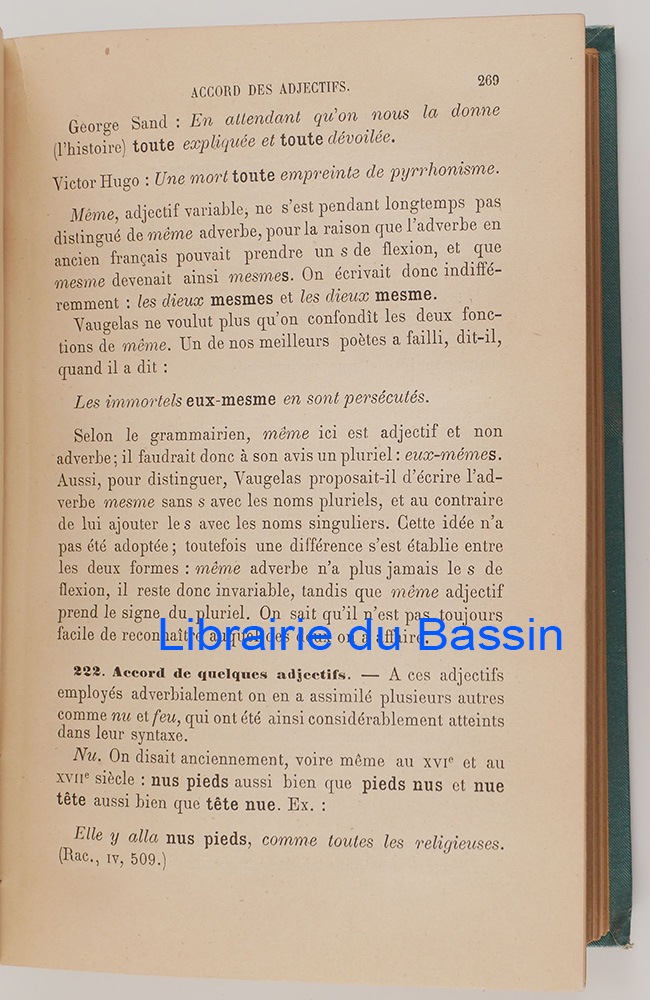 ACCORD DES ADJECTIFS. 269
George Sand : En attendant qu'on nous la donne
(l'histoire) toute expliquée et toute dévoilée.
Victor Hugo : Une mort toute empreinte de pyrrhonisme.
Même, adjectif variable, ne s'est pendant longtemps pas
distingué de même adverbe, pour la raison que l'adverbe en
ancien français pouvait prendre un s de flexion, et que
mesme devenait ainsi mesmes. On écrivait donc indiffé-
remment : les dieux mesmes et les dieux mesme.
Vaugelas ne voulut plus qu'on confondît les deux fonc-
tions de même. Un de nos meilleurs poètes a failli, dit-il,
quand il a dit :
Les immortels eux-mesme en sont persécutés.
Selon le grammairien, même ici est adjectif et non
adverbe; il faudrait donc à son avis un pluriel : eux-mêmes.
Aussi, pour distinguer, Vaugelas proposait-il d'écrire l'ad-
verbe mesme sans s avec les noms pluriels, et au contraire
de lui ajouter le s avec les noms singuliers. Cette idée n'a
pas été adoptée; toutefois une différence s'est établie entre
les deux formes : même adverbe n'a plus jamais le s de
flexion, il reste donc invariable, tandis que même adjectif
prend le signe du pluriel. On sait qu'il n'est pas toujours
facile de reconnaître auquel des deux on a affaire.
Librairie du Bassin
222. Accord de quelques adjectifs. — A ces adjectifs
employés adverbialement on en a assimilé plusieurs autres
comme nu et feu, qui ont été ainsi considérablement atteints
dans leur syntaxe.
Nu. On disait anciennement, voire même au XVIe et au
XVIIe siècle : nus pieds aussi bien que pieds nus et nue
tête aussi bien que tête nue. Ex. :
Elle y alla nus pieds, comme toutes les religieuses.
(Rac., IV, 509.)